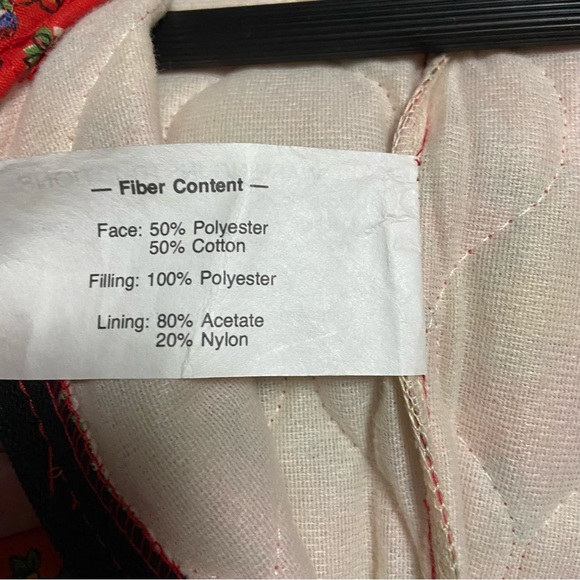 — Fiber Content —
Face: 50% Polyester
50% Cotton
Filling: 100% Polyester
Lining: 80% Acetate
20% Nylon